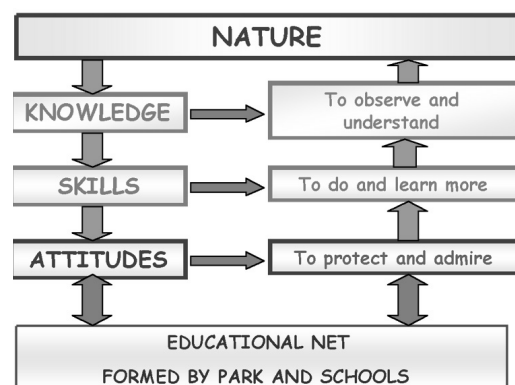 NATURE
KNOWLEDGE
To observe and
understand
SKILLS
To do and learn more
ATTITUDES
To protect and admire
EDUCATIONAL NET
FORMED BY PARK AND SCHOOLS